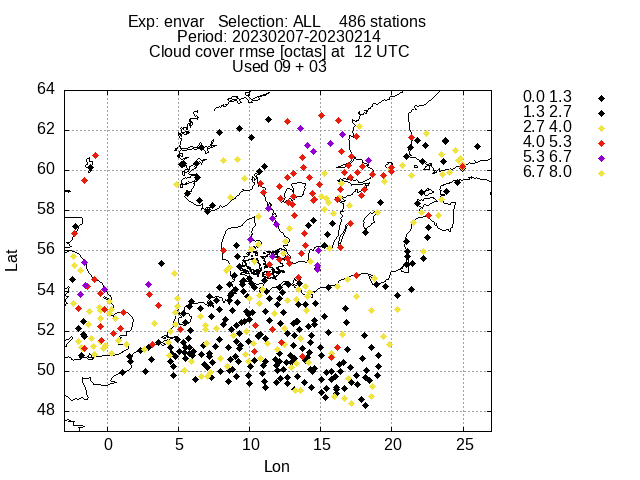 Exp: envar   Selection: ALL    486 stations
Period: 20230207-20230214
Cloud cover rmse [octas] at  12 UTC
Used 09 + 03
64
62
60
58
56
54
52
50
48
Lat
0 5 10 15 20 25
Lon
0.0 1.3
1.3 2.7
2.7 4.0
4.0 5.3
5.3 6.7
6.7 8.0